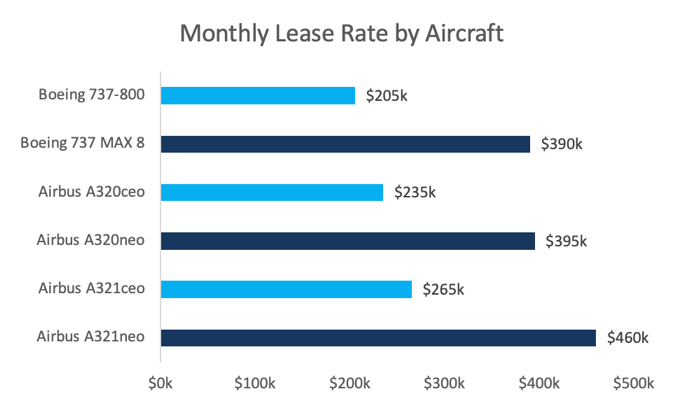 Monthly Lease Rate by Aircraft
Boeing 737-800 $205k
Boeing 737 MAX 8 $390k
Airbus A320ceo $235k
Airbus A320neo $395k
Airbus A321ceo $265k
Airbus A321neo $460k
$0k $100k $200k $300k $400k $500k